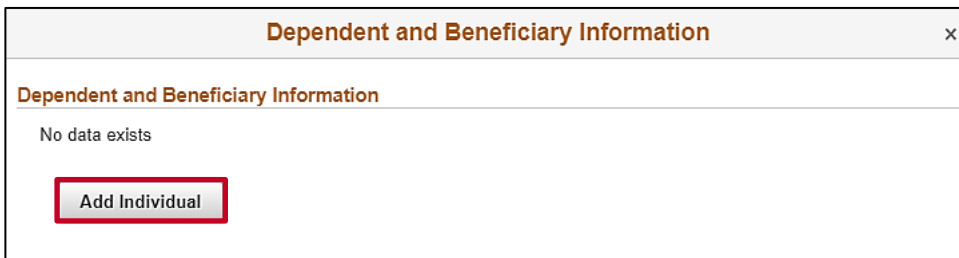 Dependent and Beneficiary Information
×
Dependent and Beneficiary Information
No data exists
Add Individual